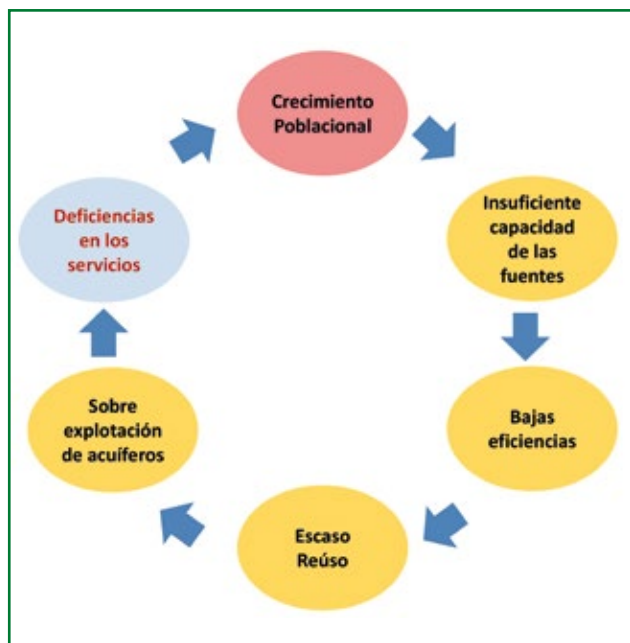 Crecimiento
Poblacional
Insuficiente
capacidad
de las
fuentes
Bajas
eficiencias
Escaso
Reúso
Sobre
explotación
de acuíferos
Deficiencias
en los
servicios